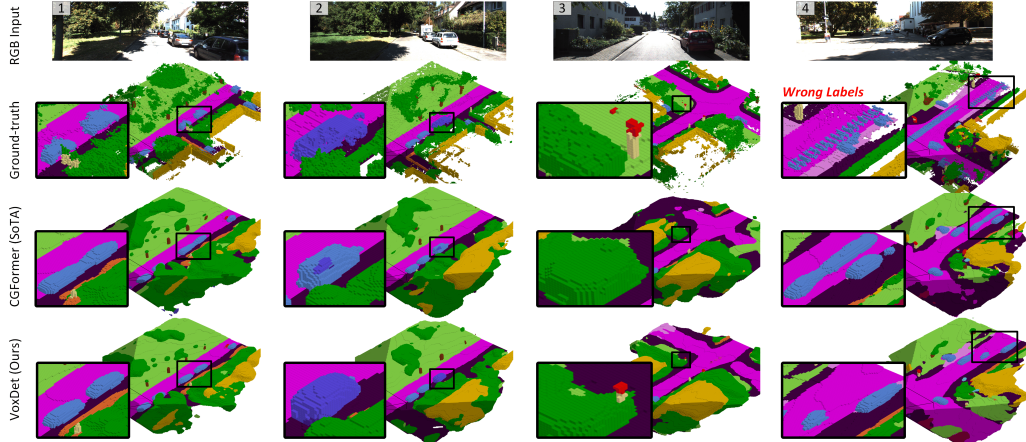 RGB Input
1
2
3
4
Ground-truth
Wrong Labels
CGFormer (SoTA)
VoxDet (Ours)